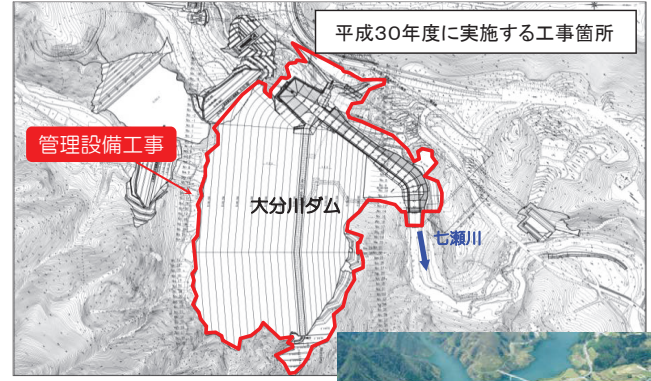 平成30年度に実施する工事箇所
管理設備工事
大分川ダム
七瀬川